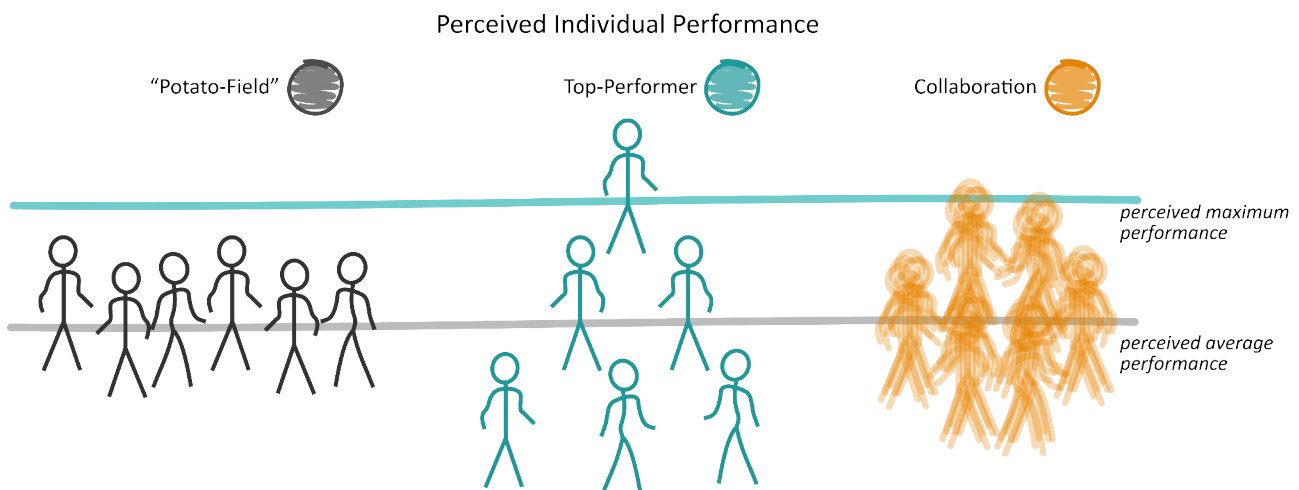 Perceived Individual Performance
“Potato-Field”
Top-Performer
Collaboration
perceived maximum
performance
perceived average
performance